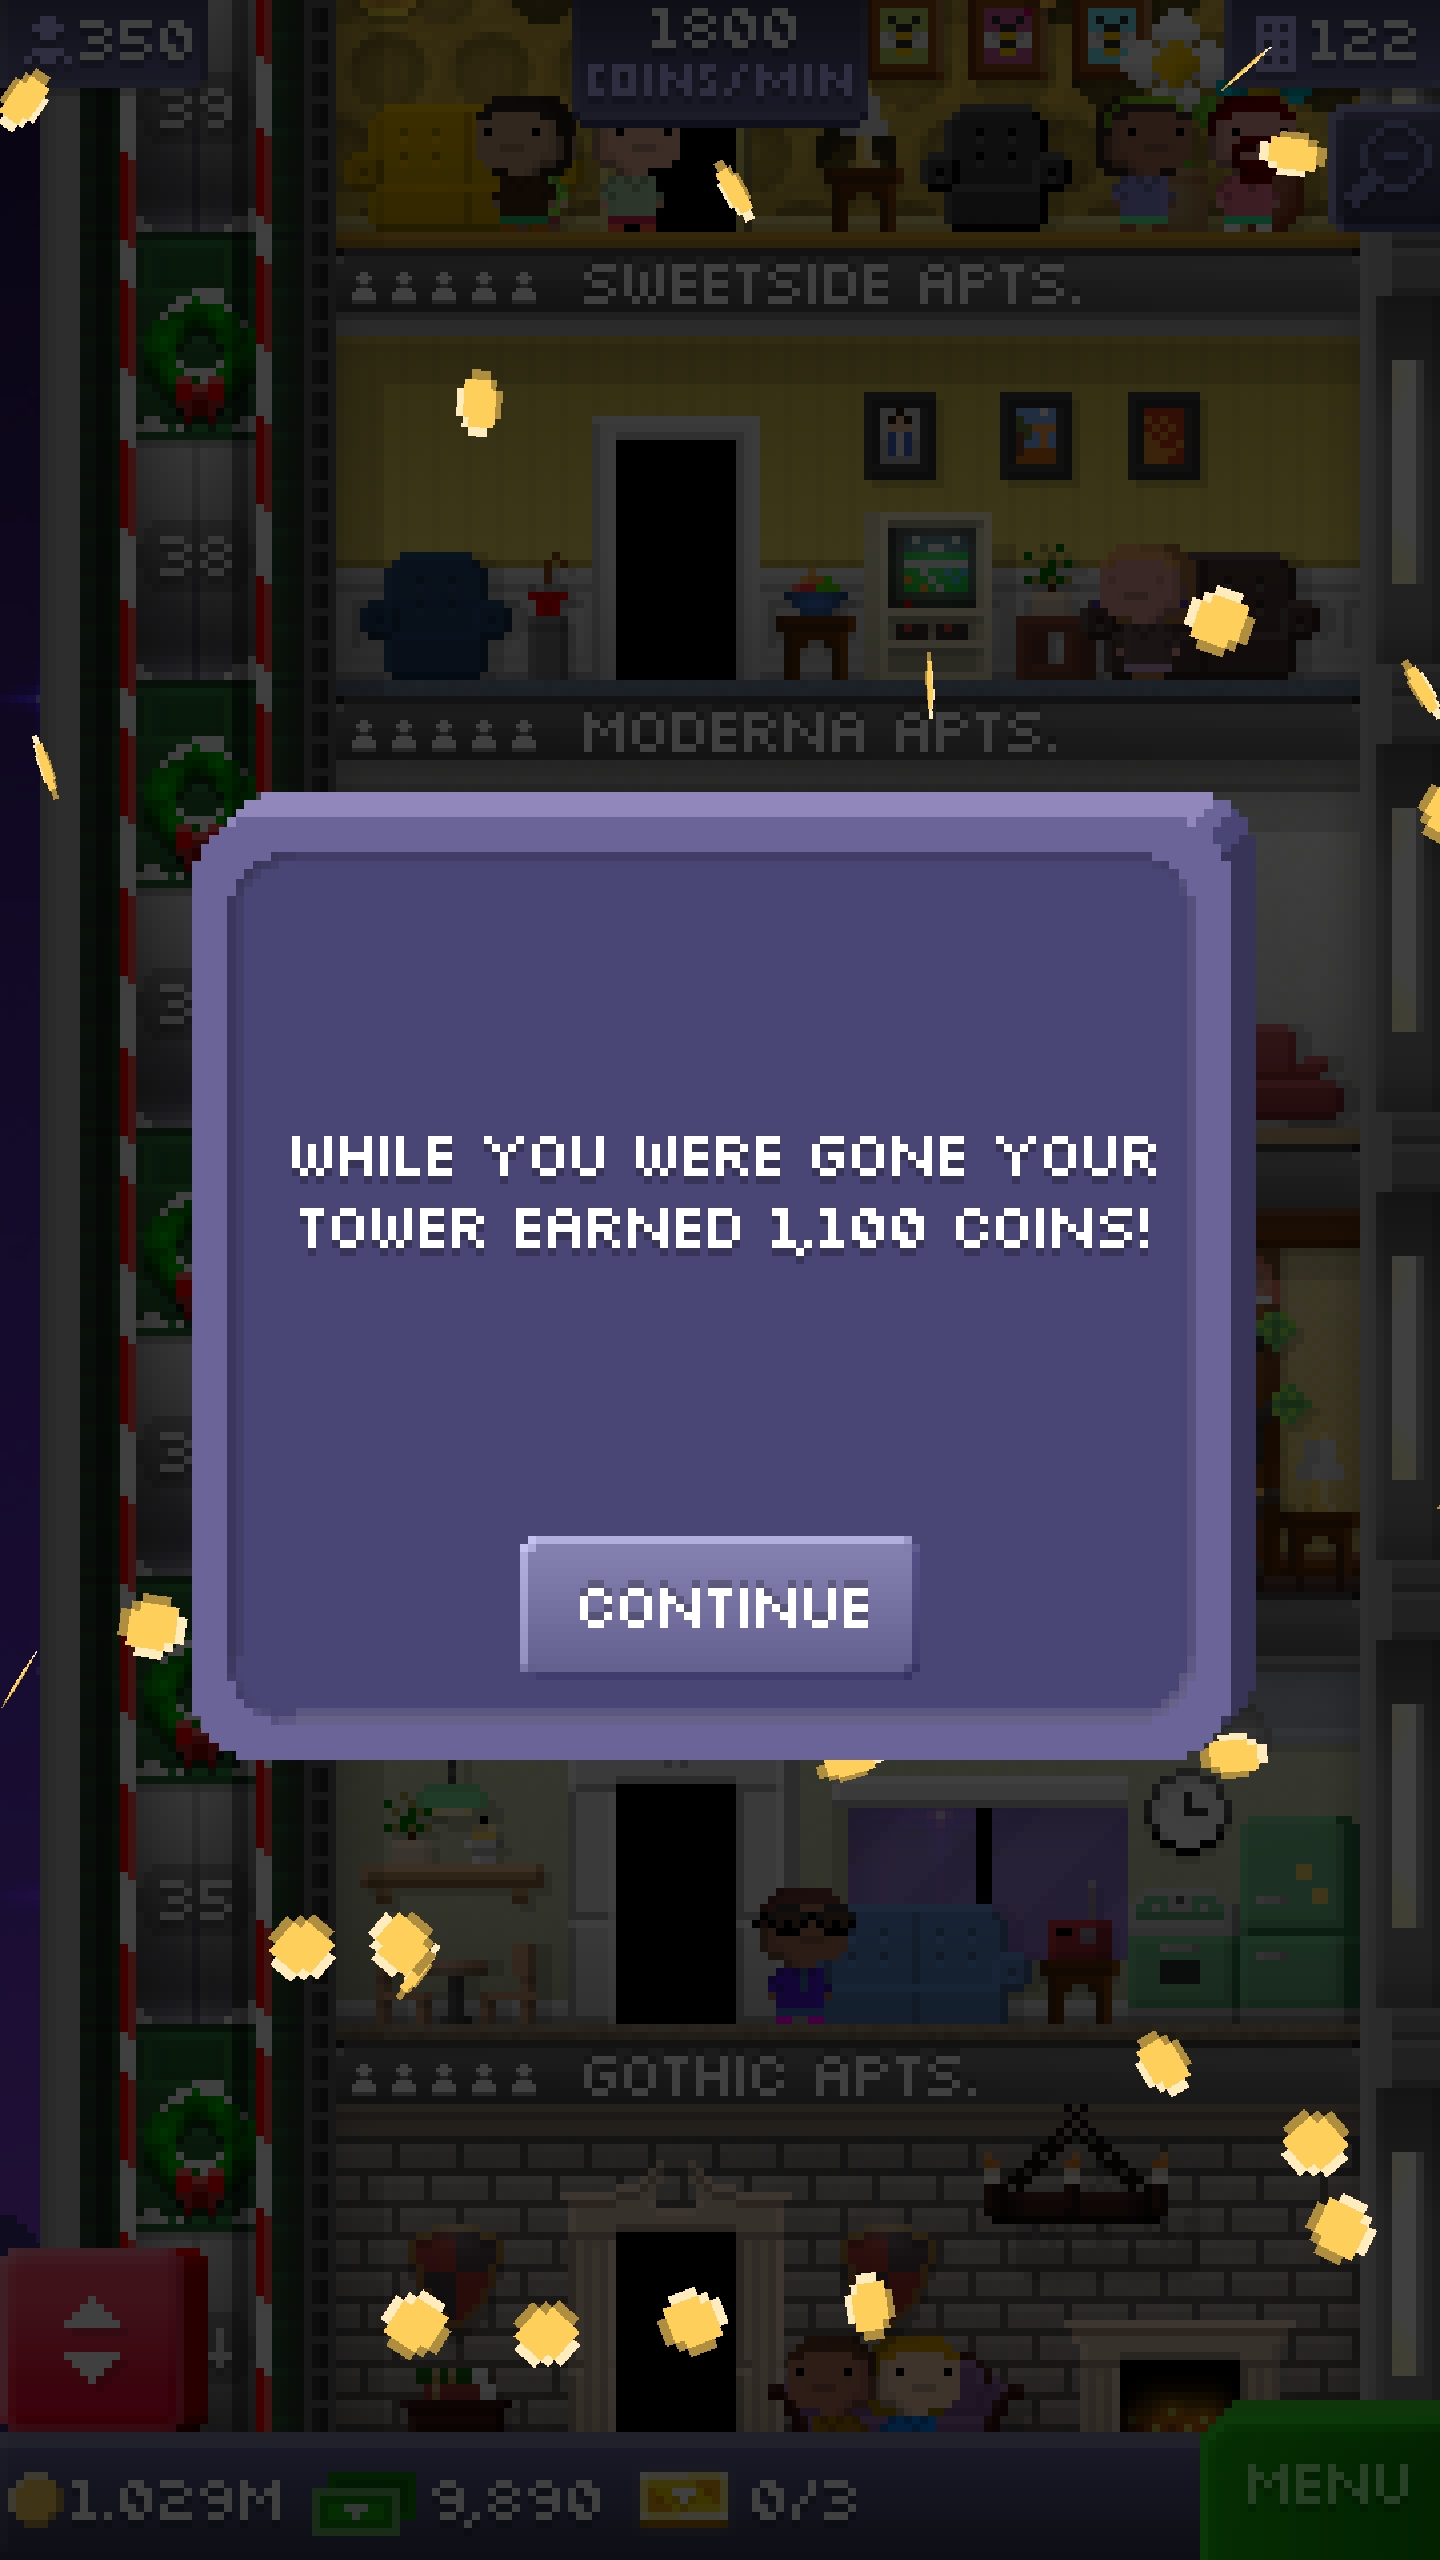 350
1800
COINS/MIN
122
39
SWEETSIDE APTS.
38
MODERNA APTS.
WHILE YOU WERE GONE YOUR
TOWER EARNED 1,100 COINS!
CONTINUE
35
GOTHIC APTS.
1.029M
9,890
0/3
MENU